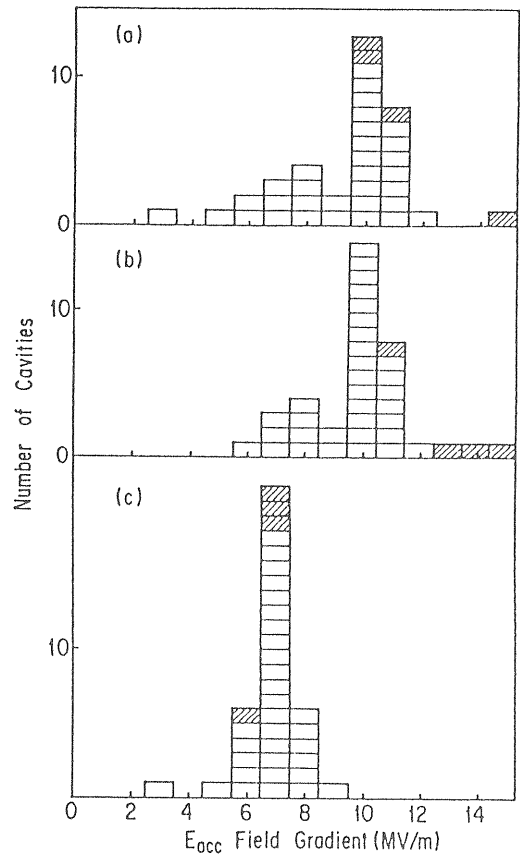 (a)
10
0
(b)
10
0
Number of Cavities
(c)
10
0 2 4 6 8 10 12 14
Eacc Field Gradient (MV/m)